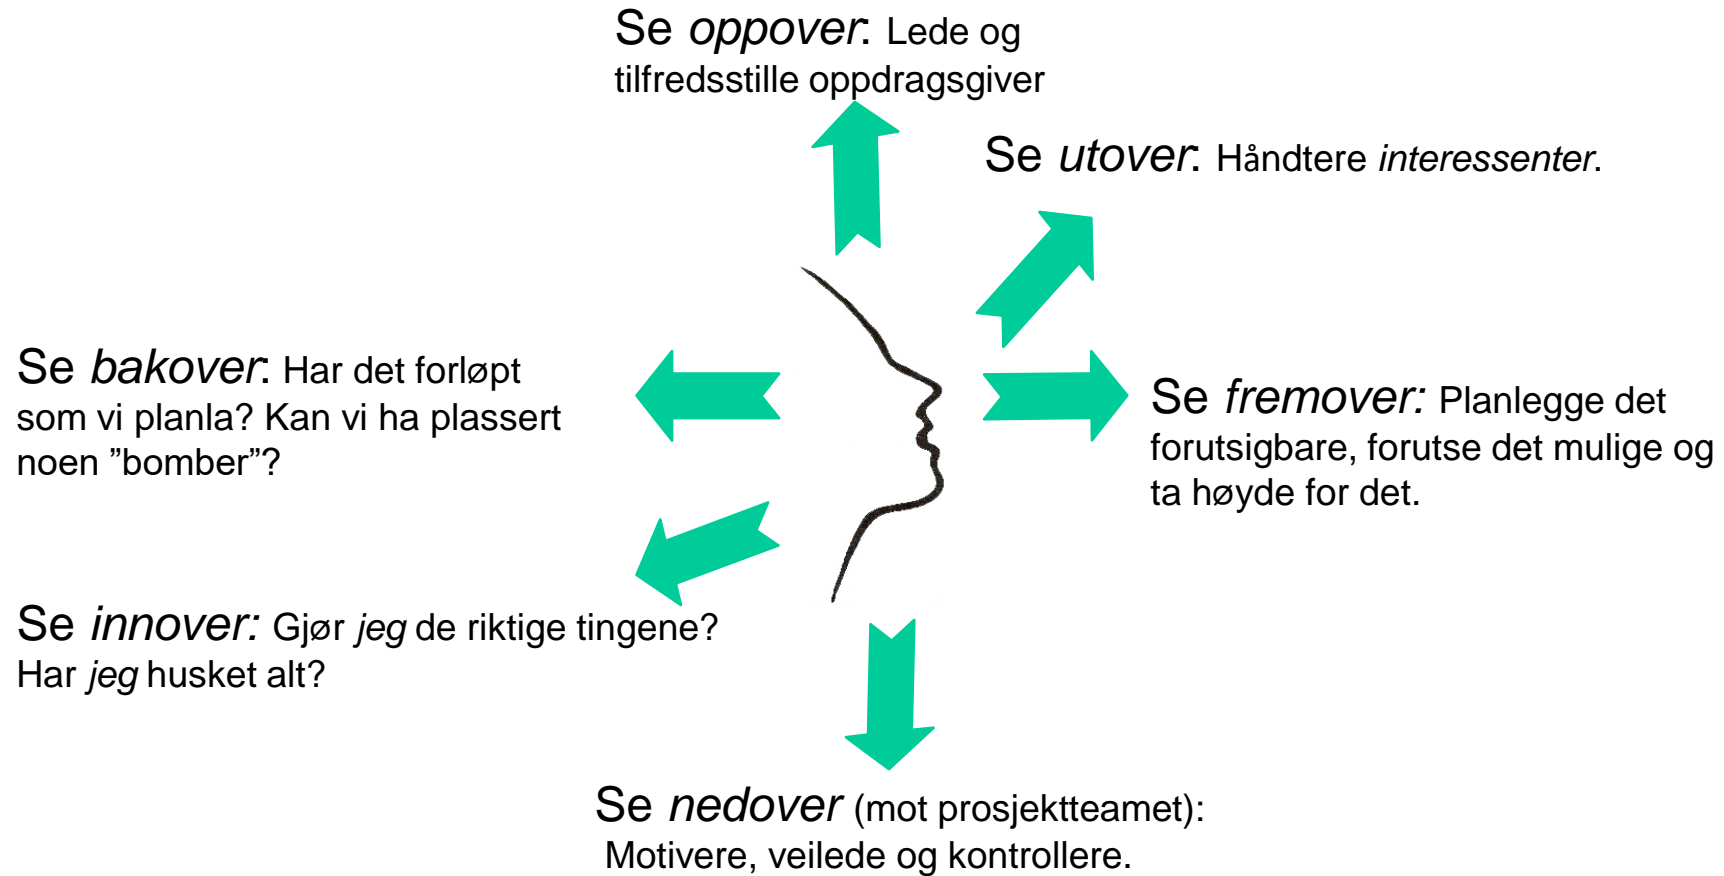 Se oppover: Lede og
tilfredsstille oppdragsgiver
Se utover: Håndtere interessenter.
Se bakover: Har det forløpt
som vi planla? Kan vi ha plassert
noen ”bomber”?
Se fremover: Planlegge det
forutsigbare, forutse det mulige og
ta høyde for det.
Se innover: Gjør jeg de riktige tingene?
Har jeg husket alt?
Se nedover (mot prosjektteamet):
Motivere, veilede og kontrollere.